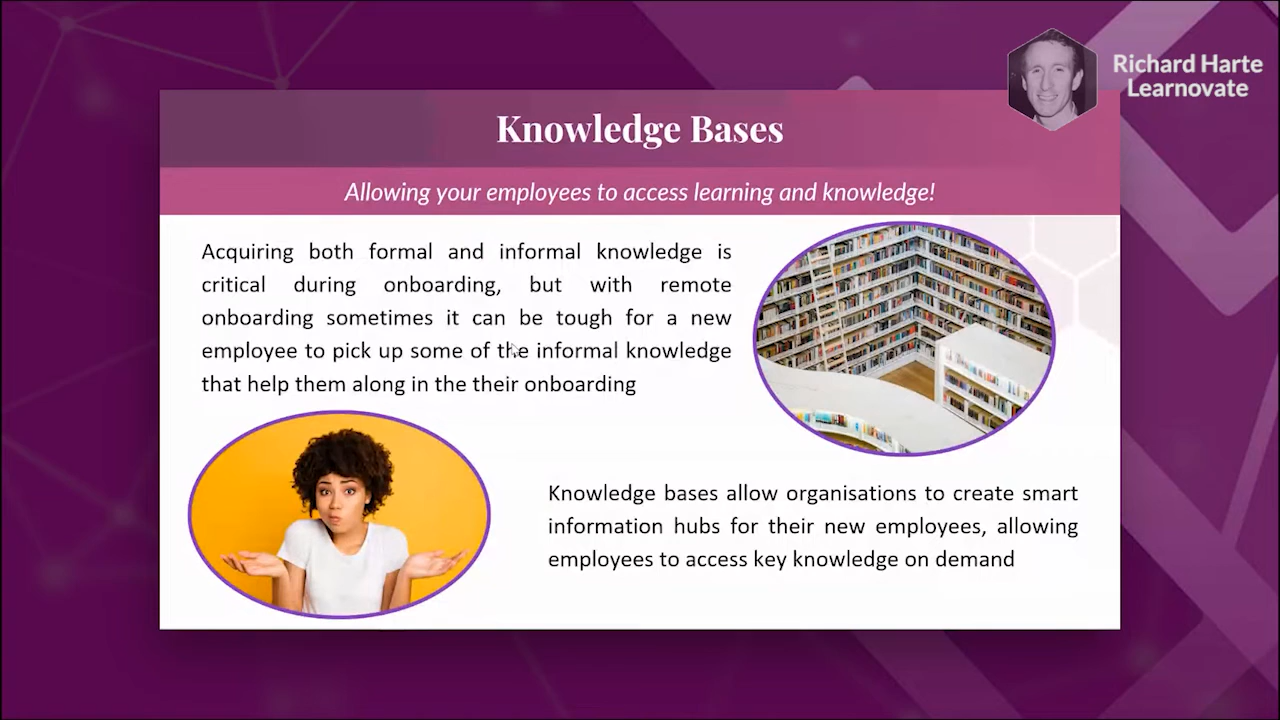 Richard Harte
Learnovate
Knowledge Bases
Allowing your employees to access learning and knowledge!
Acquiring both formal and informal knowledge is
critical during onboarding, but with remote
onboarding sometimes it can be tough for a new
employee to pick up some of the informal knowledge
that help them along in the their onboarding
Knowledge bases allow organisations to create smart
information hubs for their new employees, allowing
employees to access key knowledge on demand